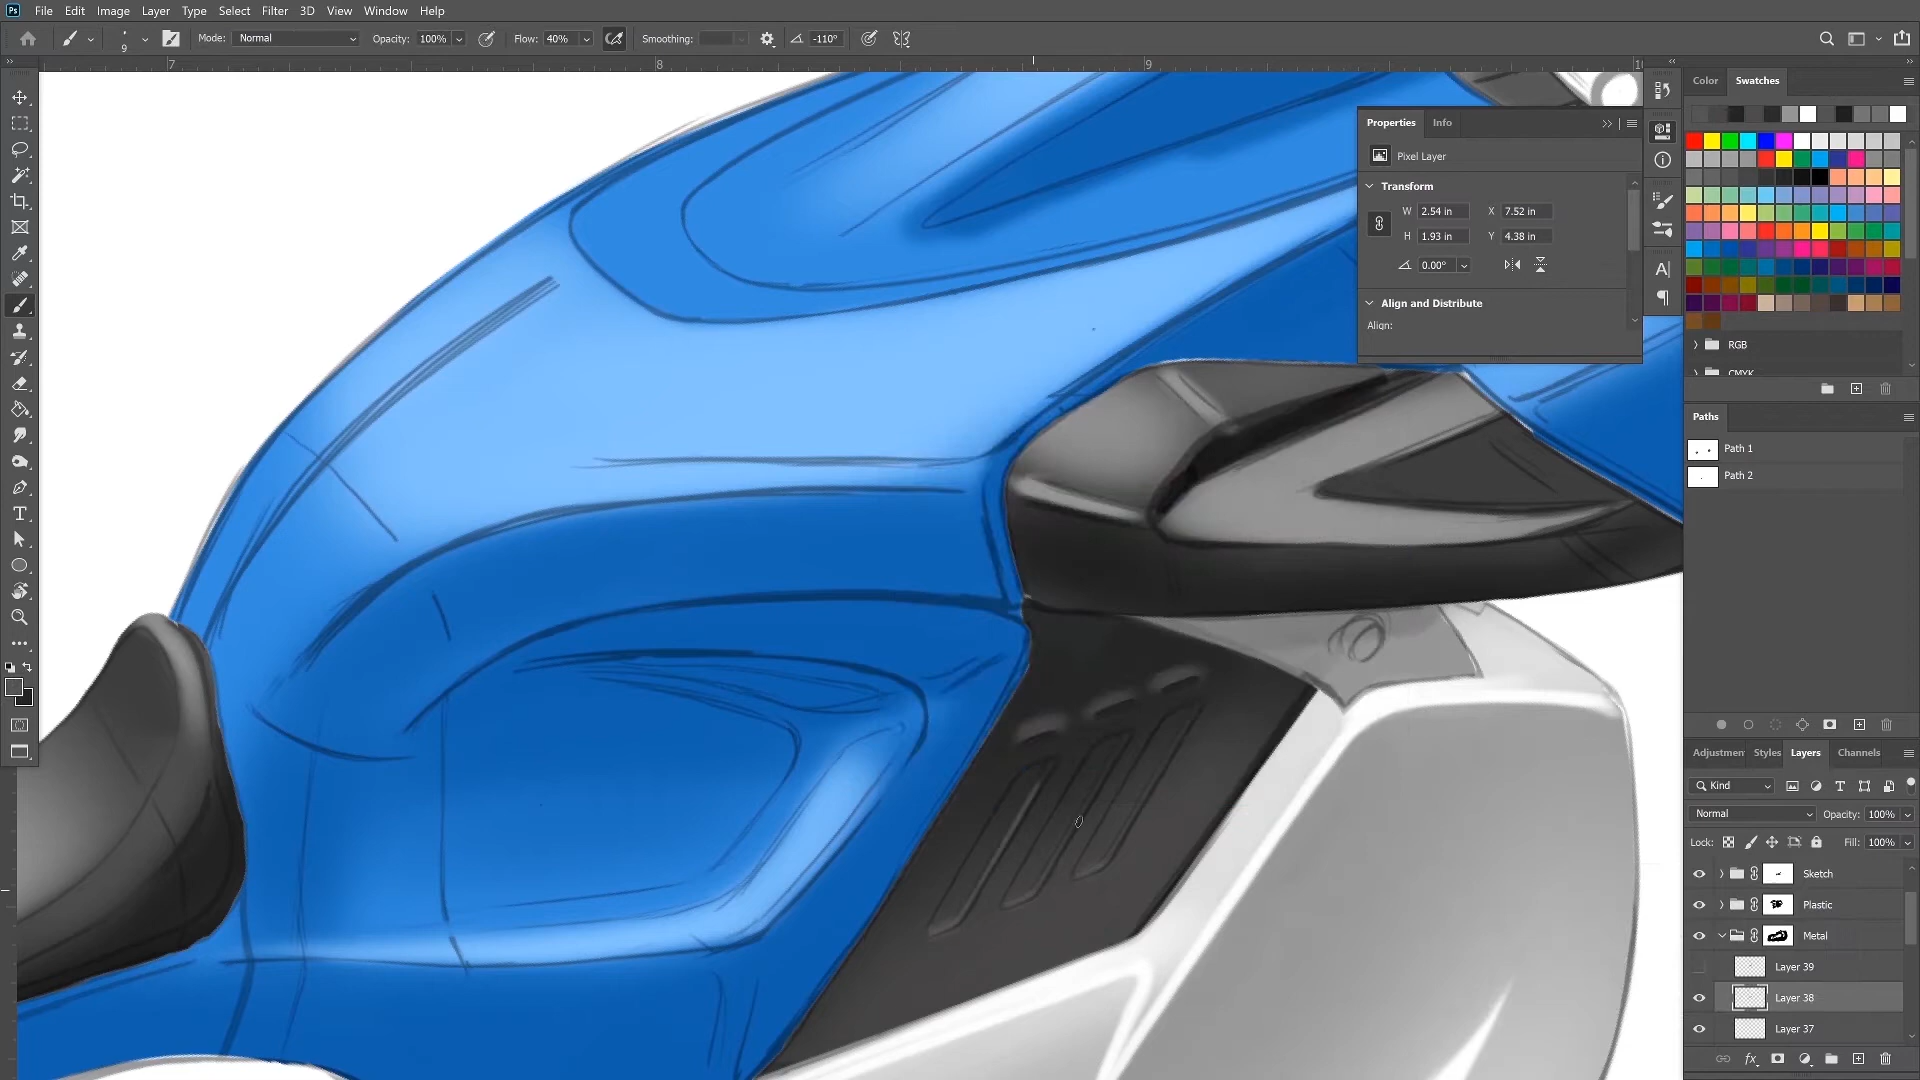 Ps File Edit Image Layer Type Select Filter 3D View Window Help
9 Mode: Normal Opacity: 100% Flow: 40% Smoothing: -110°
7 8 9
Color Swatches
Properties Info
Pixel Layer
Transform
W 2.54 in X 7.52 in
H 1.93 in Y 4.38 in
0.00°
Align and Distribute
Align:
RGB
CMYK
Paths
Path 1
Path 2
Adjustmen Styles Layers Channels
Kind
Normal Opacity: 100%
Lock: Fill: 100%
Sketch
Plastic
Metal
Layer 39
Layer 38
Layer 37